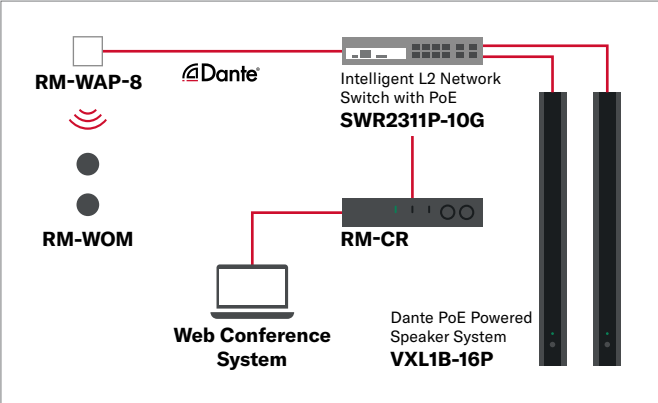 RM-WAP-8
Dante®
Intelligent L2 Network
Switch with PoE
SWR2311P-10G
RM-WOM
RM-CR
Web Conference
System
Dante PoE Powered
Speaker System
VXL1B-16P